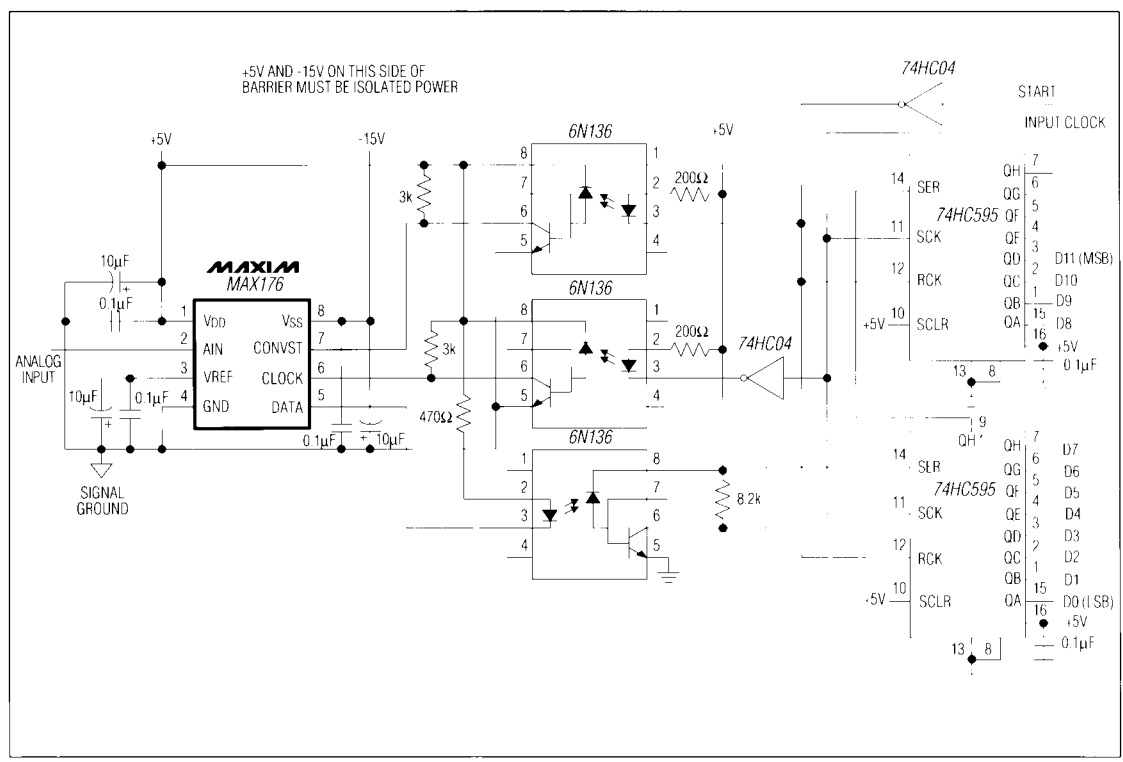 +5V AND -15V ON THIS SIDE OF
BARRIER MUST BE ISOLATED POWER
74HC04
START
INPUT CLOCK
+5V
-15V
6N136
8
7
6
5
1
2
3
4
+5V
200Ω
3k
10µF
+
0.1µF
MAXIM
MAX176
1
2
3
4
VDD
AIN
VREF
GND
VSS
CONVST
CLOCK
DATA
8
7
6
5
ANALOG
INPUT
10µF
+
0.1µF
0.1µF
+
10µF
SIGNAL
GROUND
3k
470Ω
6N136
8
7
6
5
1
2
3
4
200Ω
74HC04
6N136
1
2
3
4
8
7
6
5
8.2k
14
SER
11
SCK
12
RCK
10
+5V
SCLR
74HC595
QH
7
QG
6
QF
5
QF
4
QD
3
D11 (MSB)
QC
2
D10
QB
1
D9
QA
15
D8
16
+5V
0.1µF
13
8
9
QH'
14
SER
11
SCK
12
RCK
10
+5V
SCLR
74HC595
QH
7
D7
QG
6
D6
QF
5
D5
QE
4
D4
QD
3
D3
QC
2
D2
QB
1
D1
QA
15
D0 (LSB)
16
+5V
0.1µF
13
8